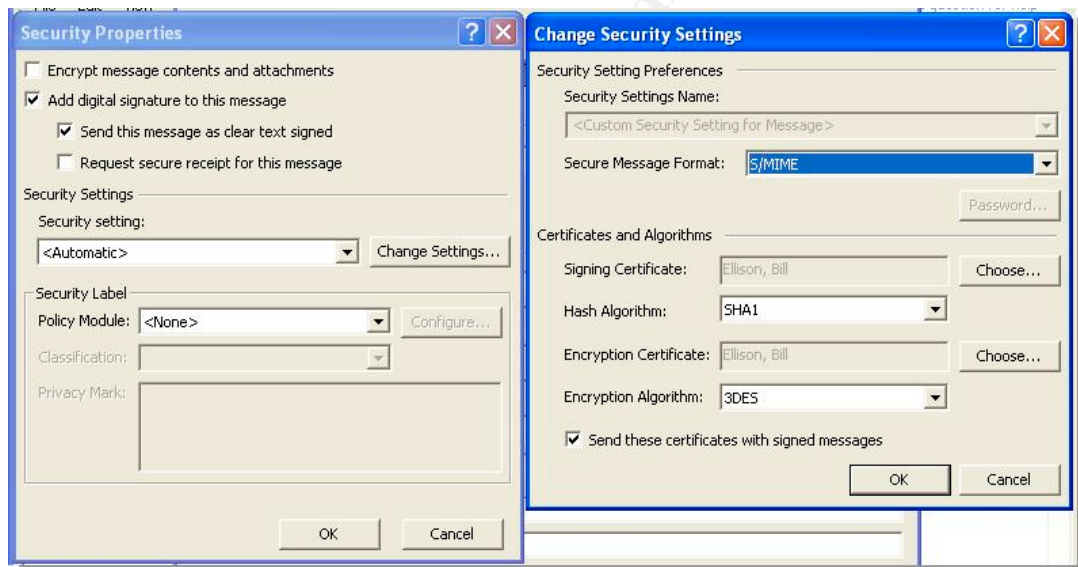 Security Properties
Encrypt message contents and attachments
Add digital signature to this message
Send this message as clear text signed
Request secure receipt for this message
Security Settings
Security setting:
<Automatic>
Change Settings...
Security Label
Policy Module:
<None>
Configure...
Classification:
Privacy Mark:
OK
Cancel
Change Security Settings
Security Setting Preferences
Security Settings Name:
<Custom Security Setting for Message>
Secure Message Format:
S/MIME
Password...
Certificates and Algorithms
Signing Certificate:
Ellison, Bill
Choose...
Hash Algorithm:
SHA1
Encryption Certificate:
Ellison, Bill
Choose...
Encryption Algorithm:
3DES
Send these certificates with signed messages
OK
Cancel